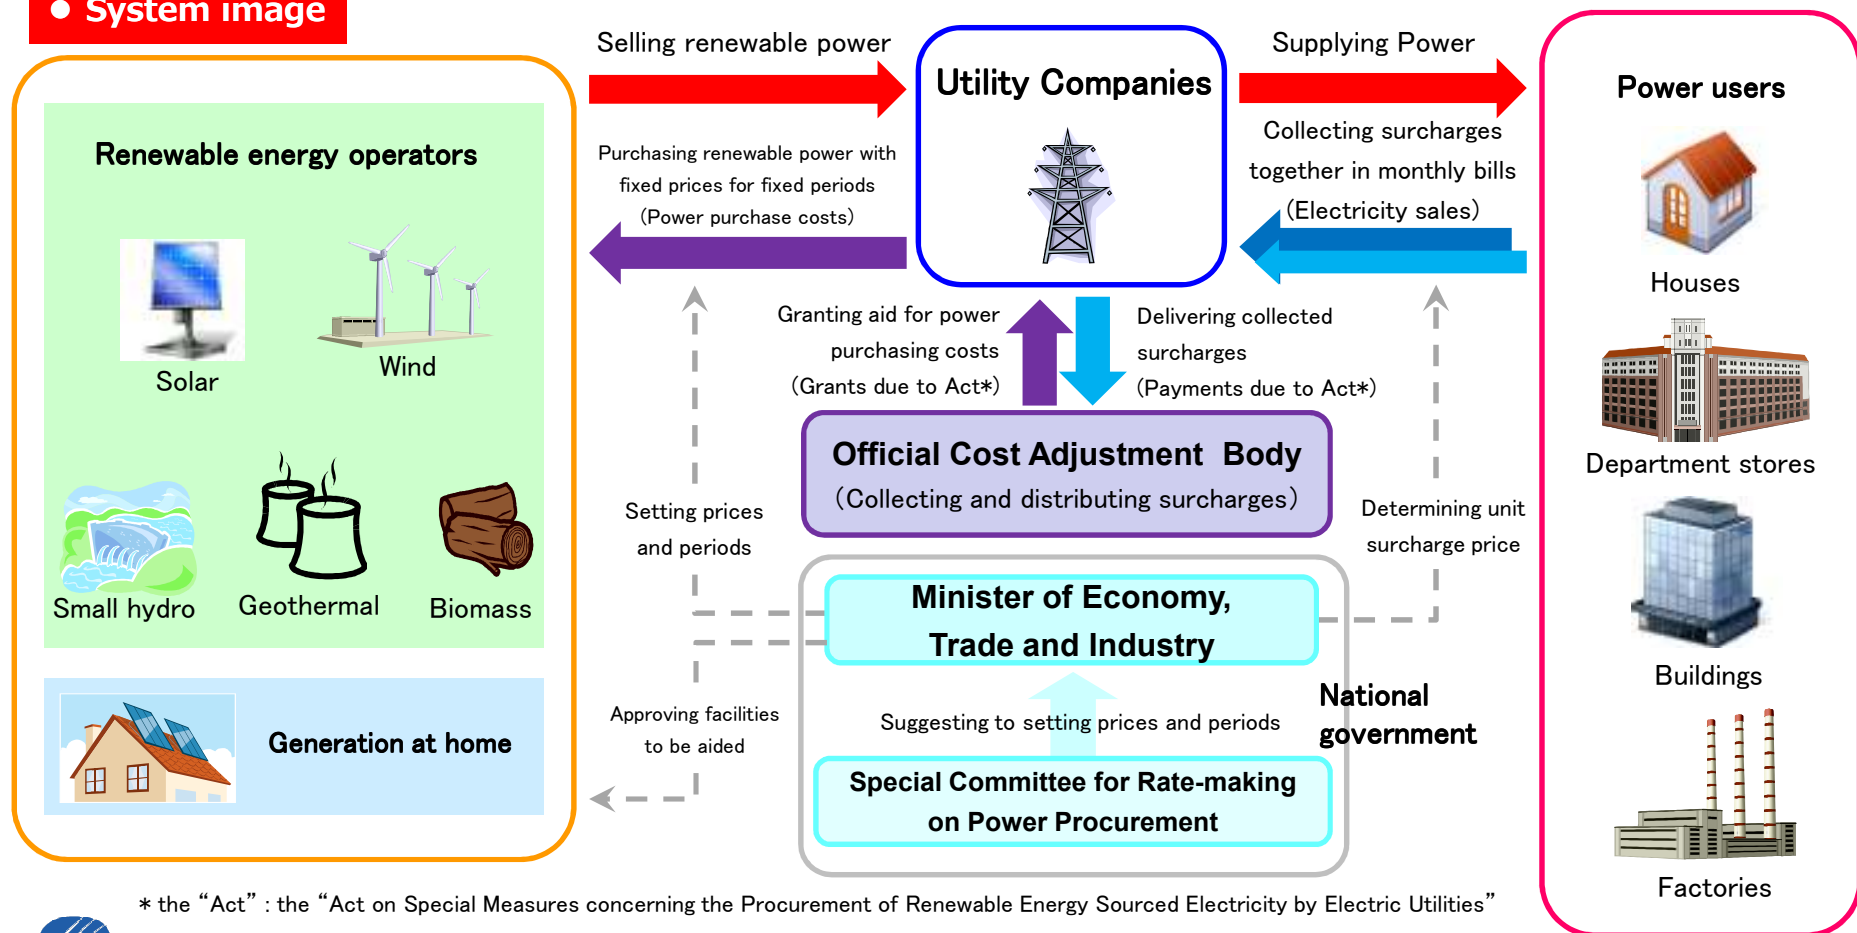 ● System image
Selling renewable power
Supplying Power
Utility Companies
Power users
Renewable energy operators
Purchasing renewable power with
fixed prices for fixed periods
(Power purchase costs)
Collecting surcharges
together in monthly bills
(Electricity sales)
Solar
Wind
Houses
Granting aid for power
purchasing costs
(Grants due to Act*)
Delivering collected
surcharges
(Payments due to Act*)
Official Cost Adjustment Body
(Collecting and distributing surcharges)
Department stores
Setting prices
and periods
Determining unit
surcharge price
Small hydro
Geothermal
Biomass
Minister of Economy,
Trade and Industry
Buildings
National
government
Approving facilities
to be aided
Suggesting to setting prices and periods
Generation at home
Special Committee for Rate-making
on Power Procurement
Factories
* the “Act” : the “Act on Special Measures concerning the Procurement of Renewable Energy Sourced Electricity by Electric Utilities”